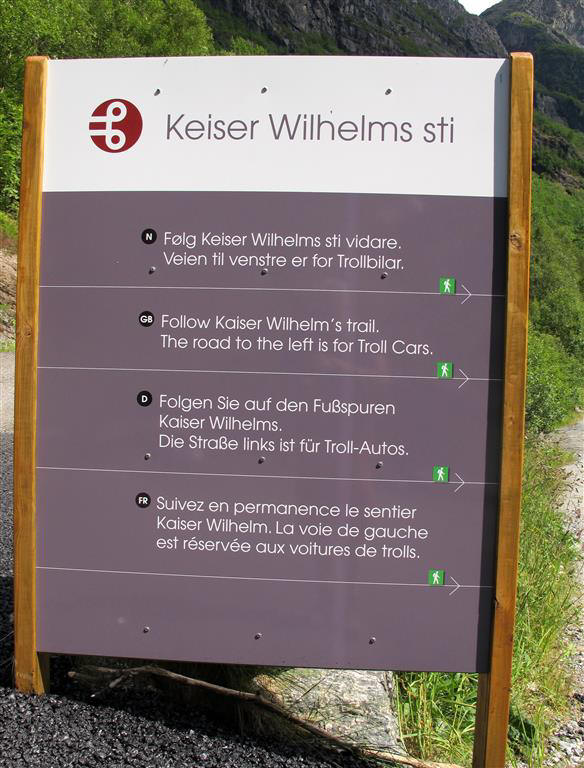 Keiser Wilhelms sti
N Følg Keiser Wilhelms sti vidare.
Veien til venstre er for Trollbilar.
GB Follow Kaiser Wilhelm´s trail.
The road to the left is for Troll Cars.
D Folgen Sie auf den Fußspuren
Kaiser Wilhelms.
Die Straße links ist für Troll-Autos.
FR Suivez en permanence le sentier
Kaiser Wilhelm. La voie de gauche
est réservée aux voitures de trolls.